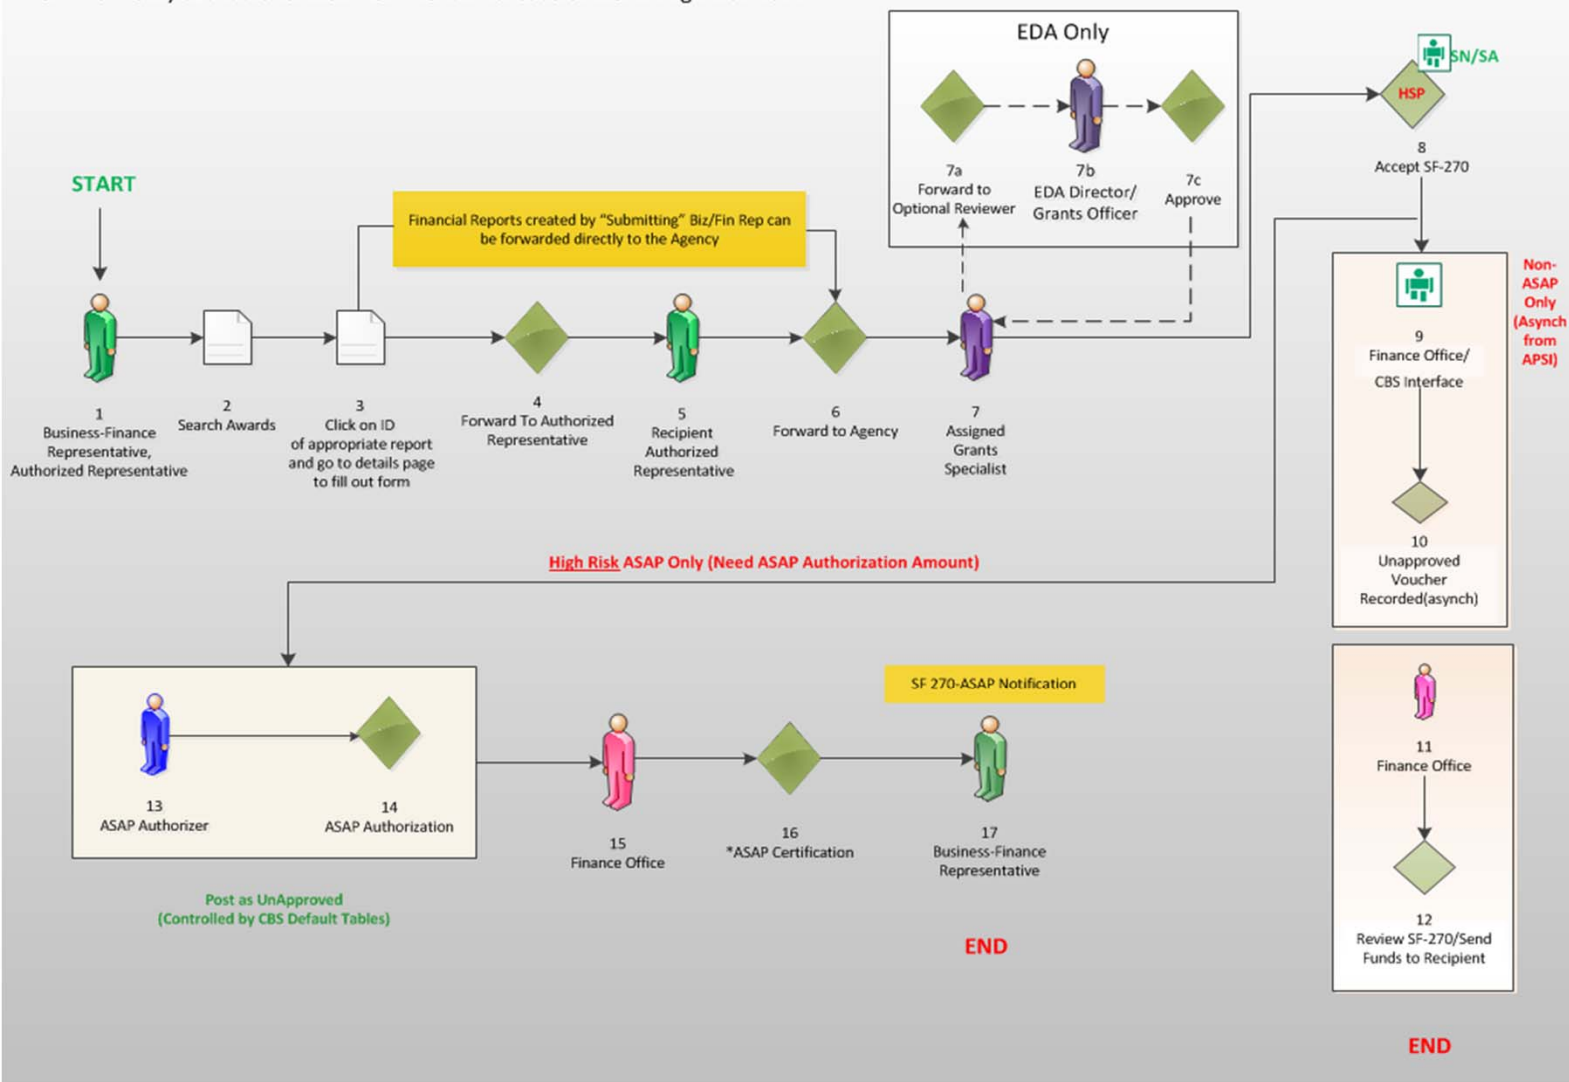 EDA Only
SN/SA
HSP
8
Accept SF-270
7a
Forward to
Optional Reviewer
7b
EDA Director/
Grants Officer
7c
Approve
START
Financial Reports created by “Submitting” Biz/Fin Rep can
be forwarded directly to the Agency
1
Business-Finance
Representative,
Authorized Representative
2
Search Awards
3
Click on ID
of appropriate report
and go to details page
to fill out form
4
Forward To Authorized
Representative
5
Recipient
Authorized
Representative
6
Forward to Agency
7
Assigned
Grants
Specialist
Non-
ASAP
Only
(Asynch
from
APSI)
9
Finance Office/
CBS Interface
10
Unapproved
Voucher
Recorded(asynch)
High Risk ASAP Only (Need ASAP Authorization Amount)
11
Finance Office
12
Review SF-270/Send
Funds to Recipient
END
13
ASAP Authorizer
14
ASAP Authorization
Post as UnApproved
(Controlled by CBS Default Tables)
15
Finance Office
16
*ASAP Certification
SF 270-ASAP Notification
17
Business-Finance
Representative
END